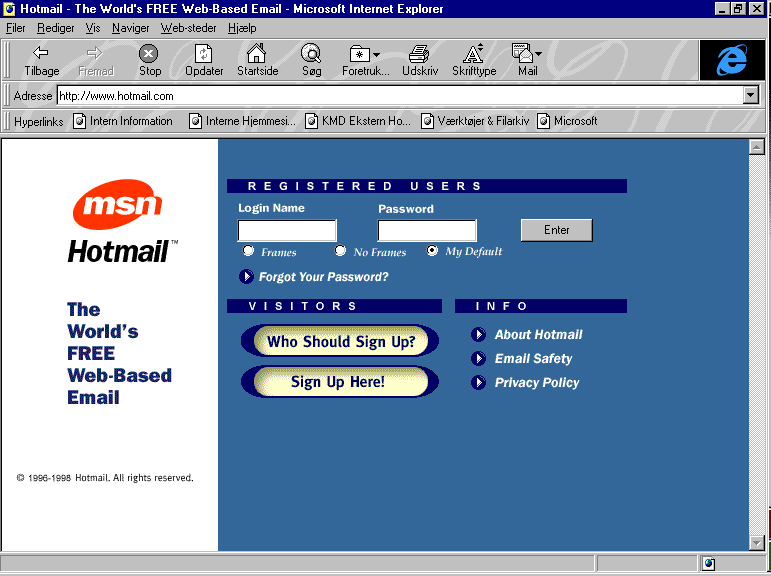 Hotmail - The World's FREE Web-Based Email - Microsoft Internet Explorer
Filer Rediger Vis Naviger Web-steder Hjælp
Tilbage Fremad Stop Opdater Startside Søg Foretruk... Udskriv Skrifttype Mail
Adresse http://www.hotmail.com
Hyperlinks Intern Information Interne Hjemmesi... KMD Ekstern Ho... Værktøjer & Filarkiv Microsoft
msn
Hotmail™
The
World's
FREE
Web-Based
Email
© 1996-1998 Hotmail. All rights reserved.
REGISTERED USERS
Login Name Password
Enter
Frames No Frames My Default
Forgot Your Password?
VISITORS
Who Should Sign Up?
Sign Up Here!
INFO
About Hotmail
Email Safety
Privacy Policy